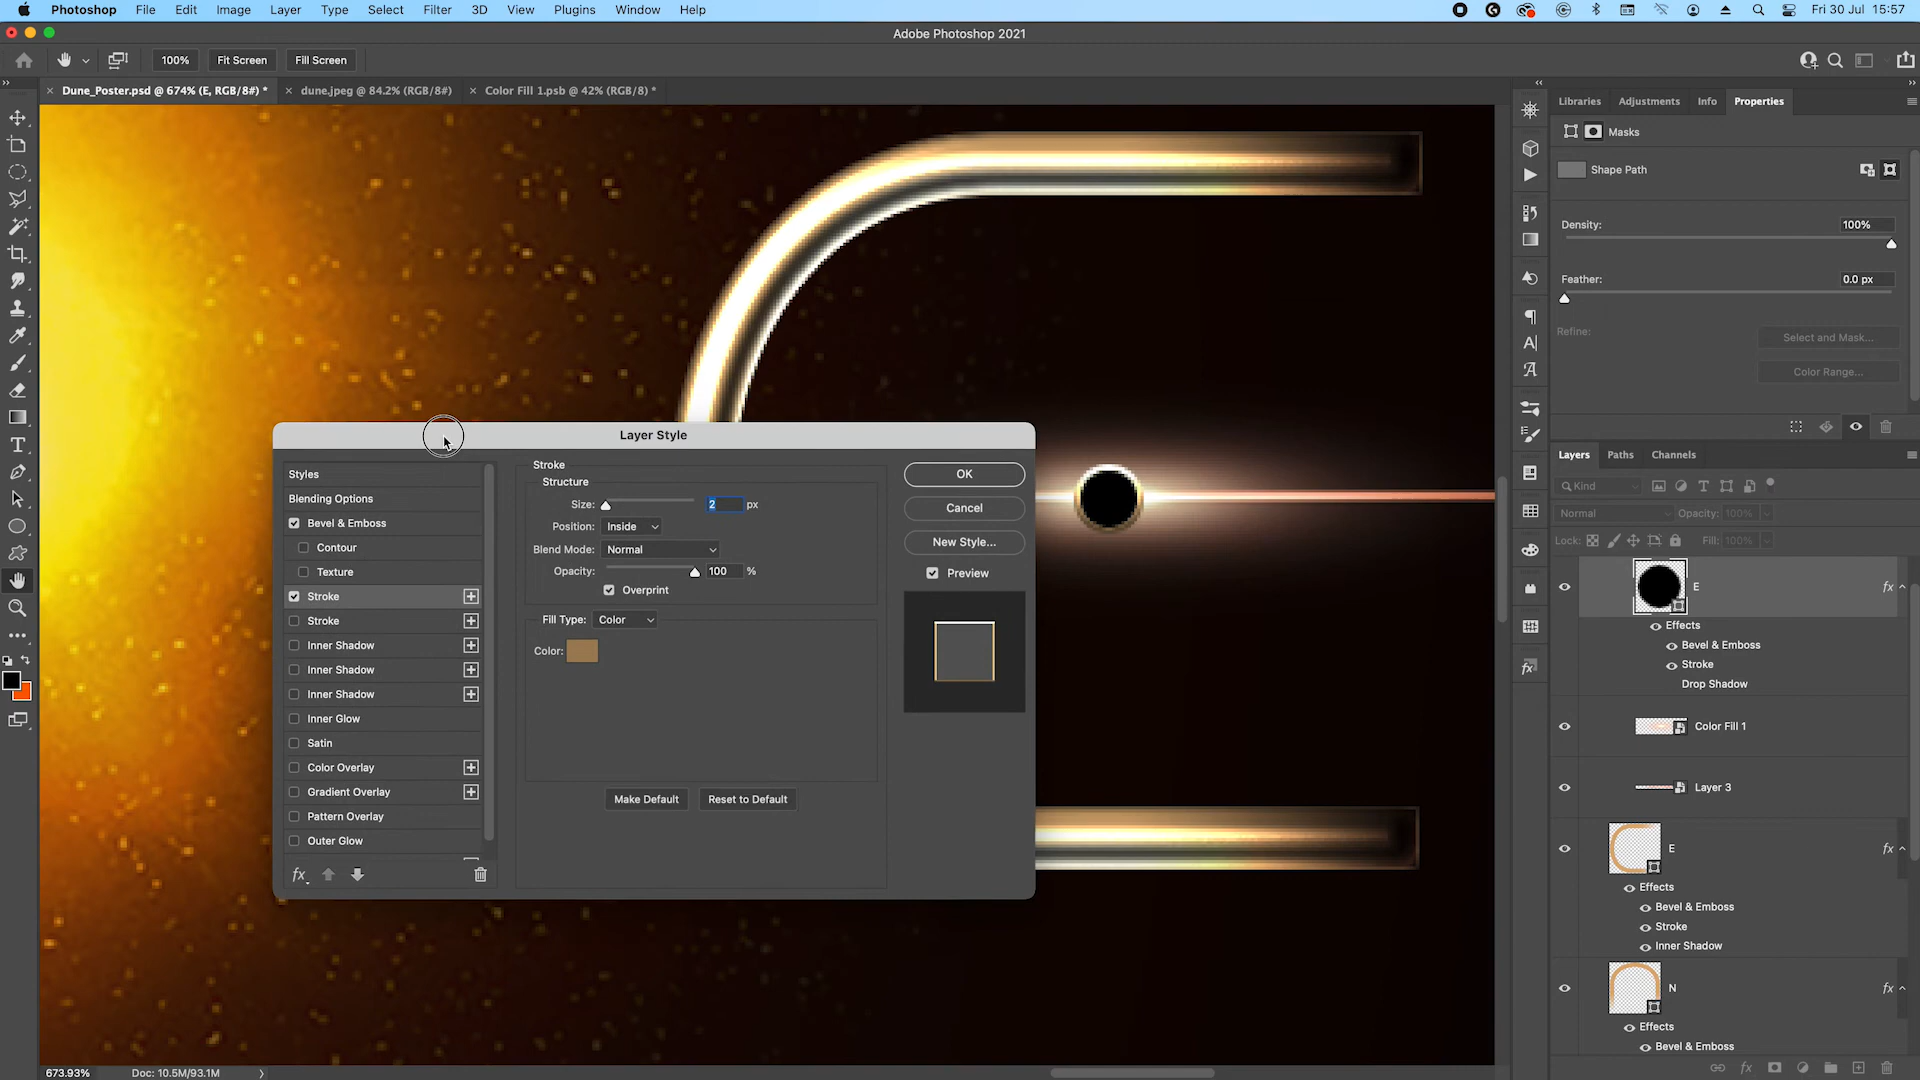 Photoshop File Edit Image Layer Type Select Filter 3D View Plugins Window Help Fri 30 Jul 15:57
Adobe Photoshop 2021
100% Fit Screen Fill Screen
Dune_Poster.psd @ 674% (E, RGB/8#) * dune.jpeg @ 84.2% (RGB/8#) Color Fill 1.psb @ 42% (RGB/8) *
Libraries Adjustments Info Properties
Masks
Shape Path
Density: 100%
Feather: 0.0 px
Refine:
Select and Mask...
Color Range...
Layer Style
Styles
Blending Options
Bevel & Emboss
Contour
Texture
Stroke
Stroke
Inner Shadow
Inner Shadow
Inner Shadow
Inner Glow
Satin
Color Overlay
Gradient Overlay
Pattern Overlay
Outer Glow
fx
Stroke
Structure
Size: 2 px
Position: Inside
Blend Mode: Normal
Opacity: 100 %
Overprint
Fill Type: Color
Color:
Make Default Reset to Default
OK
Cancel
New Style...
Preview
Layers Paths Channels
Kind
Normal Opacity: 100%
Lock: Fill: 100%
E fx
Effects
Bevel & Emboss
Stroke
Drop Shadow
Color Fill 1
Layer 3
E fx
Effects
Bevel & Emboss
Stroke
Inner Shadow
N fx
Effects
Bevel & Emboss
fx
673.93% Doc: 10.5M/93.1M